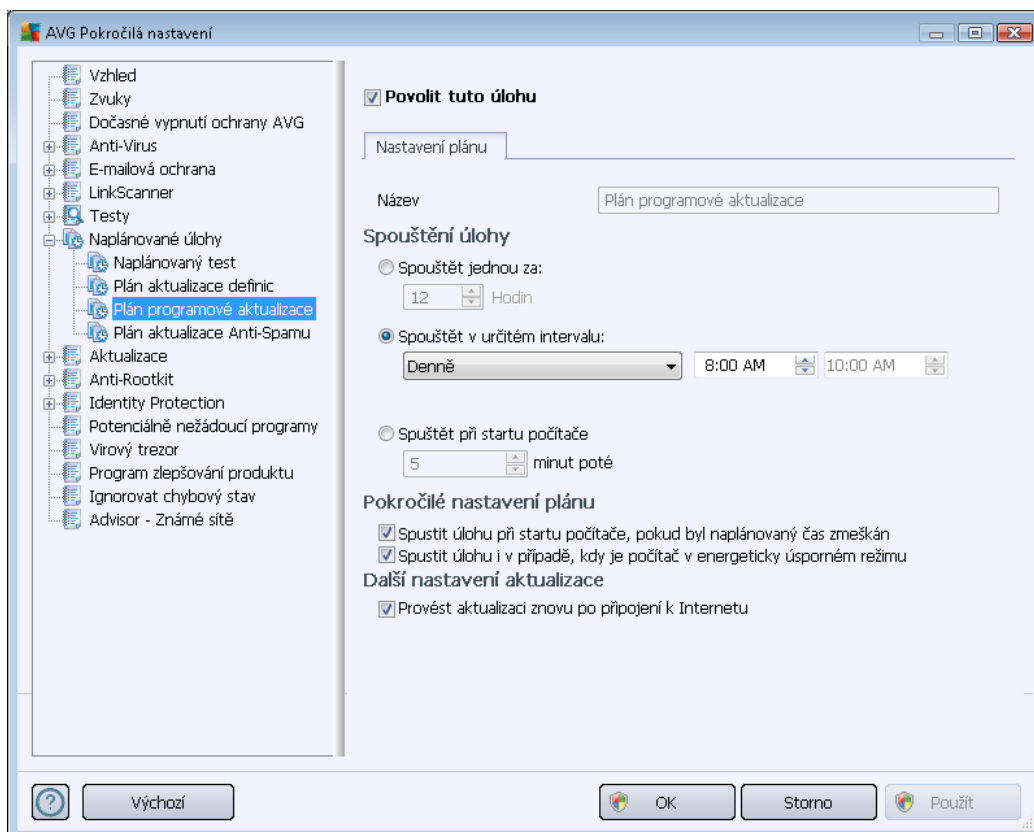 AVG Pokročilá nastavení
Vzhled
Zvuky
Dočasné vypnutí ochrany AVG
Anti-Virus
E-mailová ochrana
LinkScanner
Testy
Naplánované úlohy
Naplánovaný test
Plán aktualizace definic
Plán programové aktualizace
Plán aktualizace Anti-Spamu
Aktualizace
Anti-Rootkit
Identity Protection
Potenciálně nežádoucí programy
Virový trezor
Program zlepšování produktu
Ignorovat chybový stav
Advisor - Známé sítě
Povolit tuto úlohu
Nastavení plánu
Název Plán programové aktualizace
Spouštění úlohy
Spouštět jednou za:
12 Hodin
Spouštět v určitém intervalu:
Denně 8:00 AM 10:00 AM
Spuštět při startu počítače
5 minut poté
Pokročilé nastavení plánu
Spustit úlohu při startu počítače, pokud byl naplánovaný čas zmeškán
Spustit úlohu i v případě, kdy je počítač v energeticky úsporném režimu
Další nastavení aktualizace
Provést aktualizaci znovu po připojení k Internetu
? Výchozí OK Storno Použít